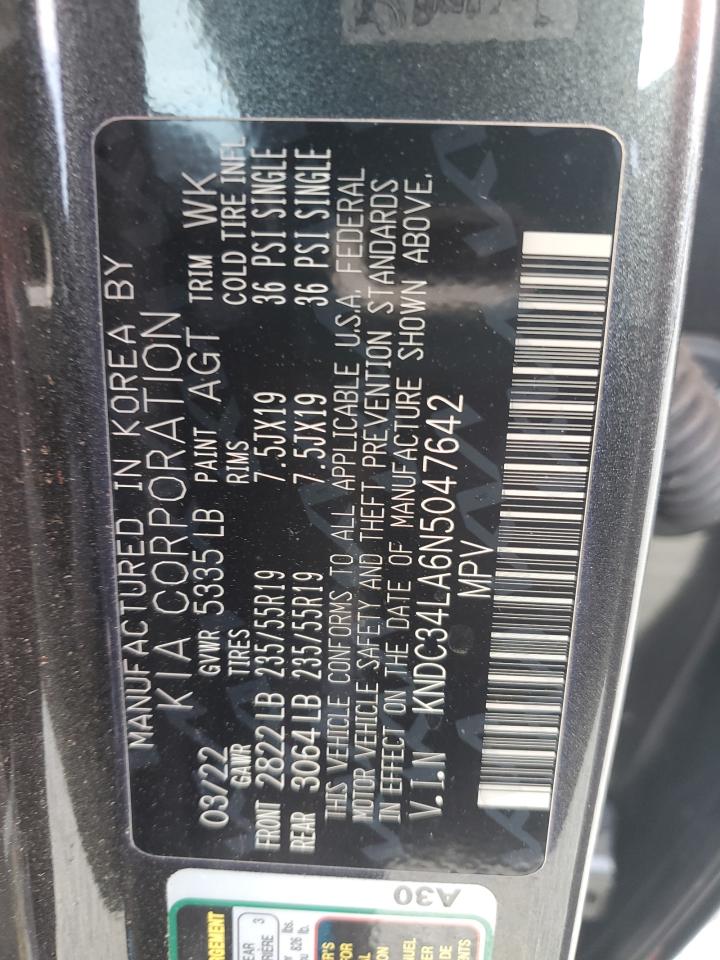 MANUFACTURED IN KOREA BY
KIA CORPORATION
03/22 GVWR 5335 LB PAINT AGT TRIM WK
GAWR TIRES RIMS COLD TIRE INFL
FRONT 2822 LB 235/55R19 7.5JX19 36 PSI SINGLE
REAR 3064 LB 235/55R19 7.5JX19 36 PSI SINGLE
THIS VEHICLE CONFORMS TO ALL APPLICABLE U.S.A. FEDERAL
MOTOR VEHICLE SAFETY AND THEFT PREVENTION STANDARDS
IN EFFECT ON THE DATE OF MANUFACTURE SHOWN ABOVE.
V.I.N KNDC34LA6N5047642
MPV
A30
3
826 lb.